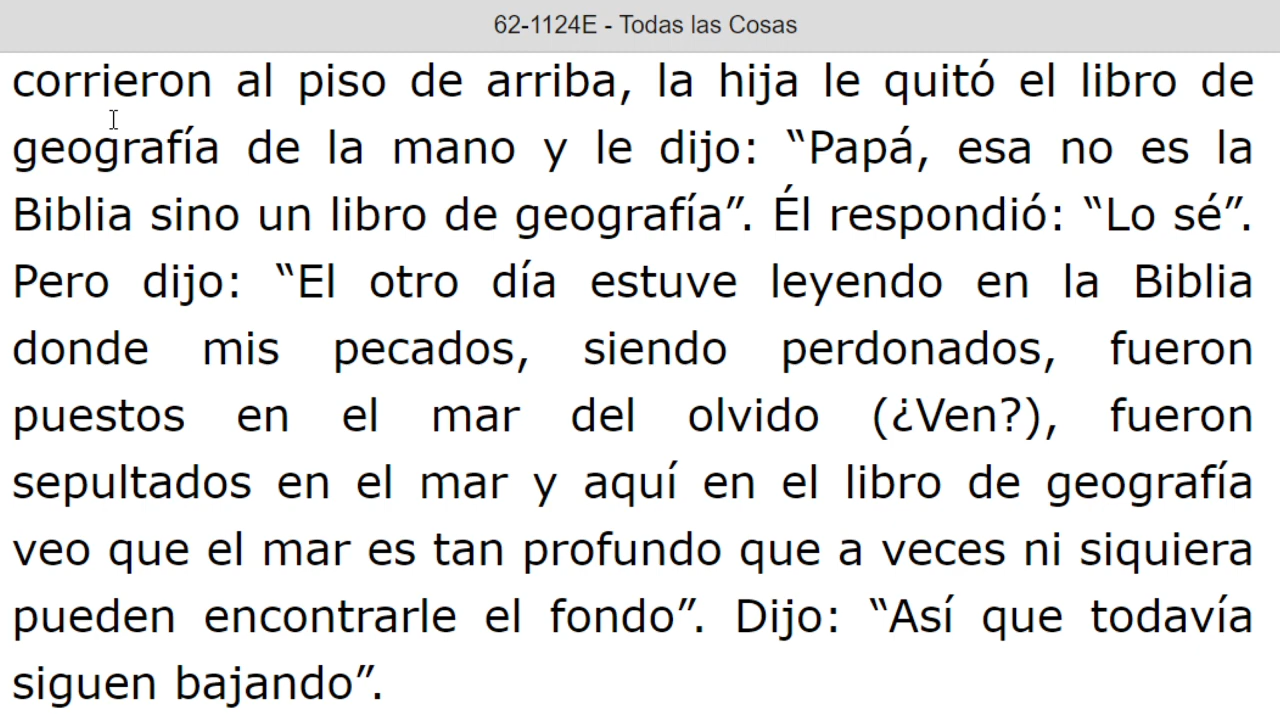 62-1124E - Todas las Cosas
corrieron al piso de arriba, la hija le quitó el libro de
geografía de la mano y le dijo: “Papá, esa no es la
Biblia sino un libro de geografía”. Él respondió: “Lo sé”.
Pero dijo: “El otro día estuve leyendo en la Biblia
donde mis pecados, siendo perdonados, fueron
puestos en el mar del olvido (¿Ven?), fueron
sepultados en el mar y aquí en el libro de geografía
veo que el mar es tan profundo que a veces ni siquiera
pueden encontrarle el fondo”. Dijo: “Así que todavía
siguen bajando”.